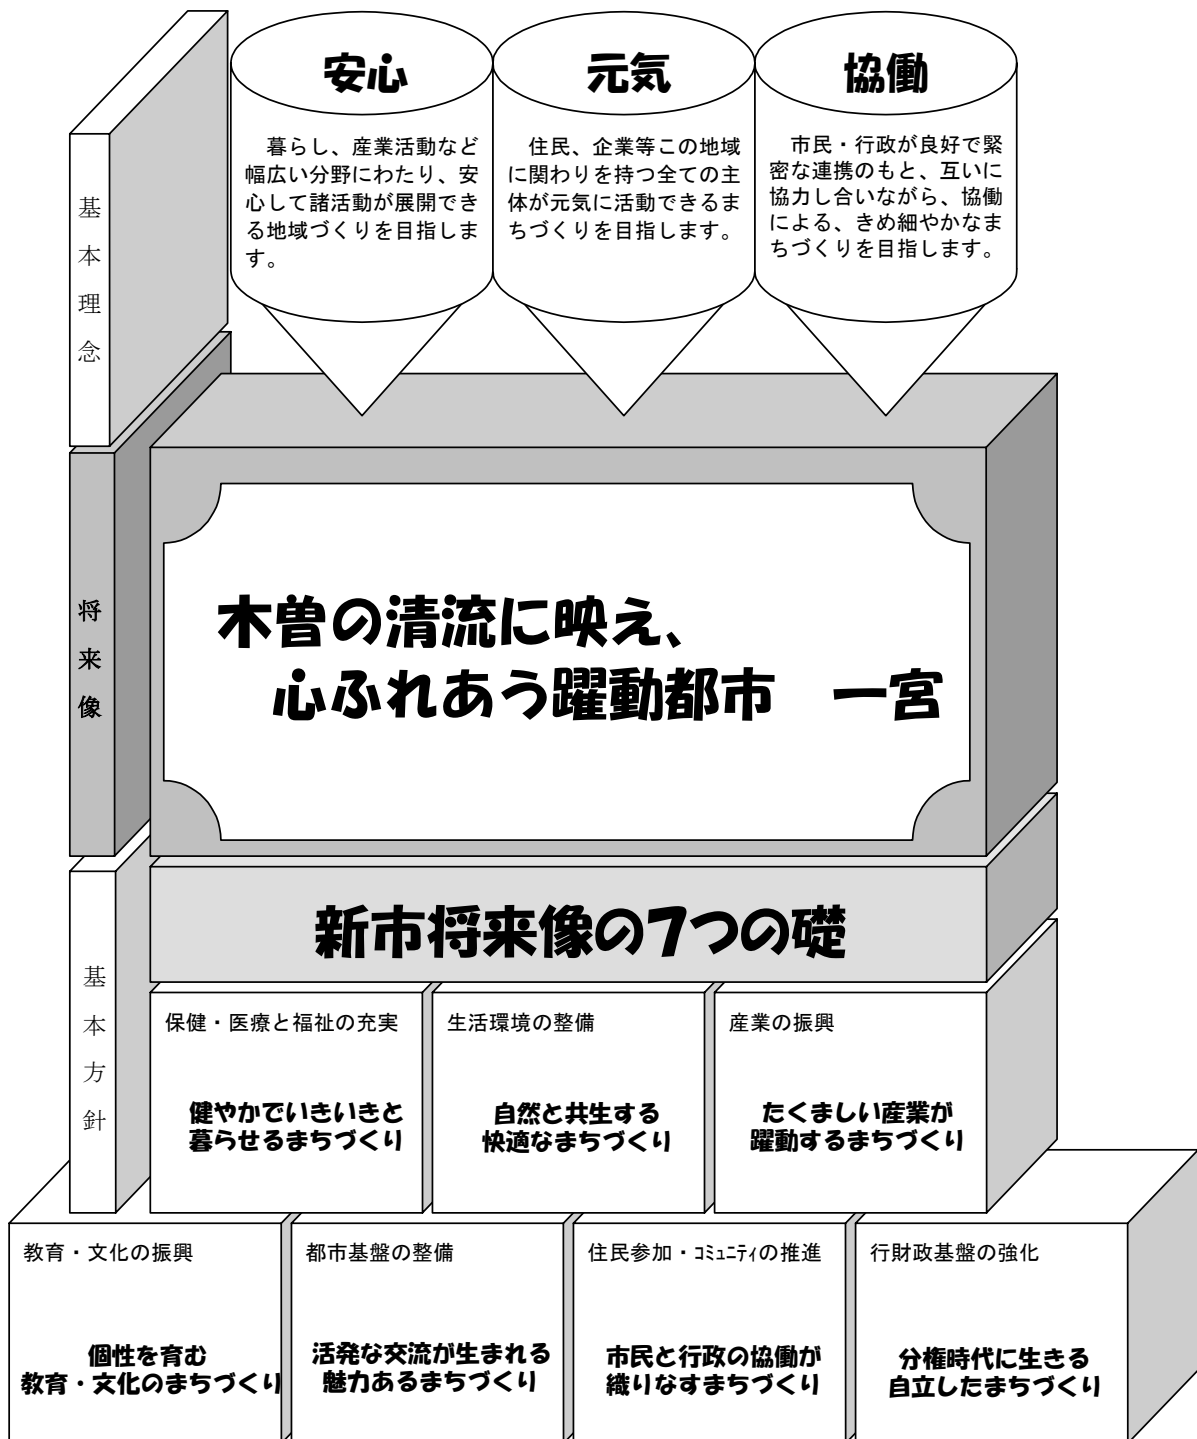 基本理念
安心
暮らし、産業活動など
幅広い分野にわたり、安
心して諸活動が展開でき
る地域づくりを目指しま
す。
元気
住民、企業等この地域
に関わりを持つ全ての主
体が元気に活動できるま
ちづくりを目指します。
協働
市民・行政が良好で緊
密な連携のもと、互いに
協力し合いながら、協働
による、きめ細やかなま
ちづくりを目指します。
将来像
木曽の清流に映え、
心ふれあう躍動都市　一宮
基本方針
新市将来像の7つの礎
保健・医療と福祉の充実
健やかでいきいきと
暮らせるまちづくり
生活環境の整備
自然と共生する
快適なまちづくり
産業の振興
たくましい産業が
躍動するまちづくり
教育・文化の振興
個性を育む
教育・文化のまちづくり
都市基盤の整備
活発な交流が生まれる
魅力あるまちづくり
住民参加・ｺﾐｭﾆﾃｨの推進
市民と行政の協働が
織りなすまちづくり
行財政基盤の強化
分権時代に生きる
自立したまちづくり